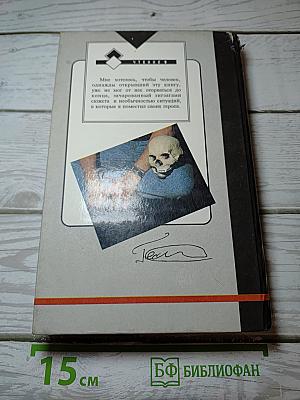 Мне хотелось, чтобы человек,
однажды открывший эту книгу,
уже не мог от нее оторваться до
конца, зачарованный зигзагами
сюжета и необычностью ситуаций,
в которые я поместил своих героев.
15 см
БФ БИБЛИОФАН